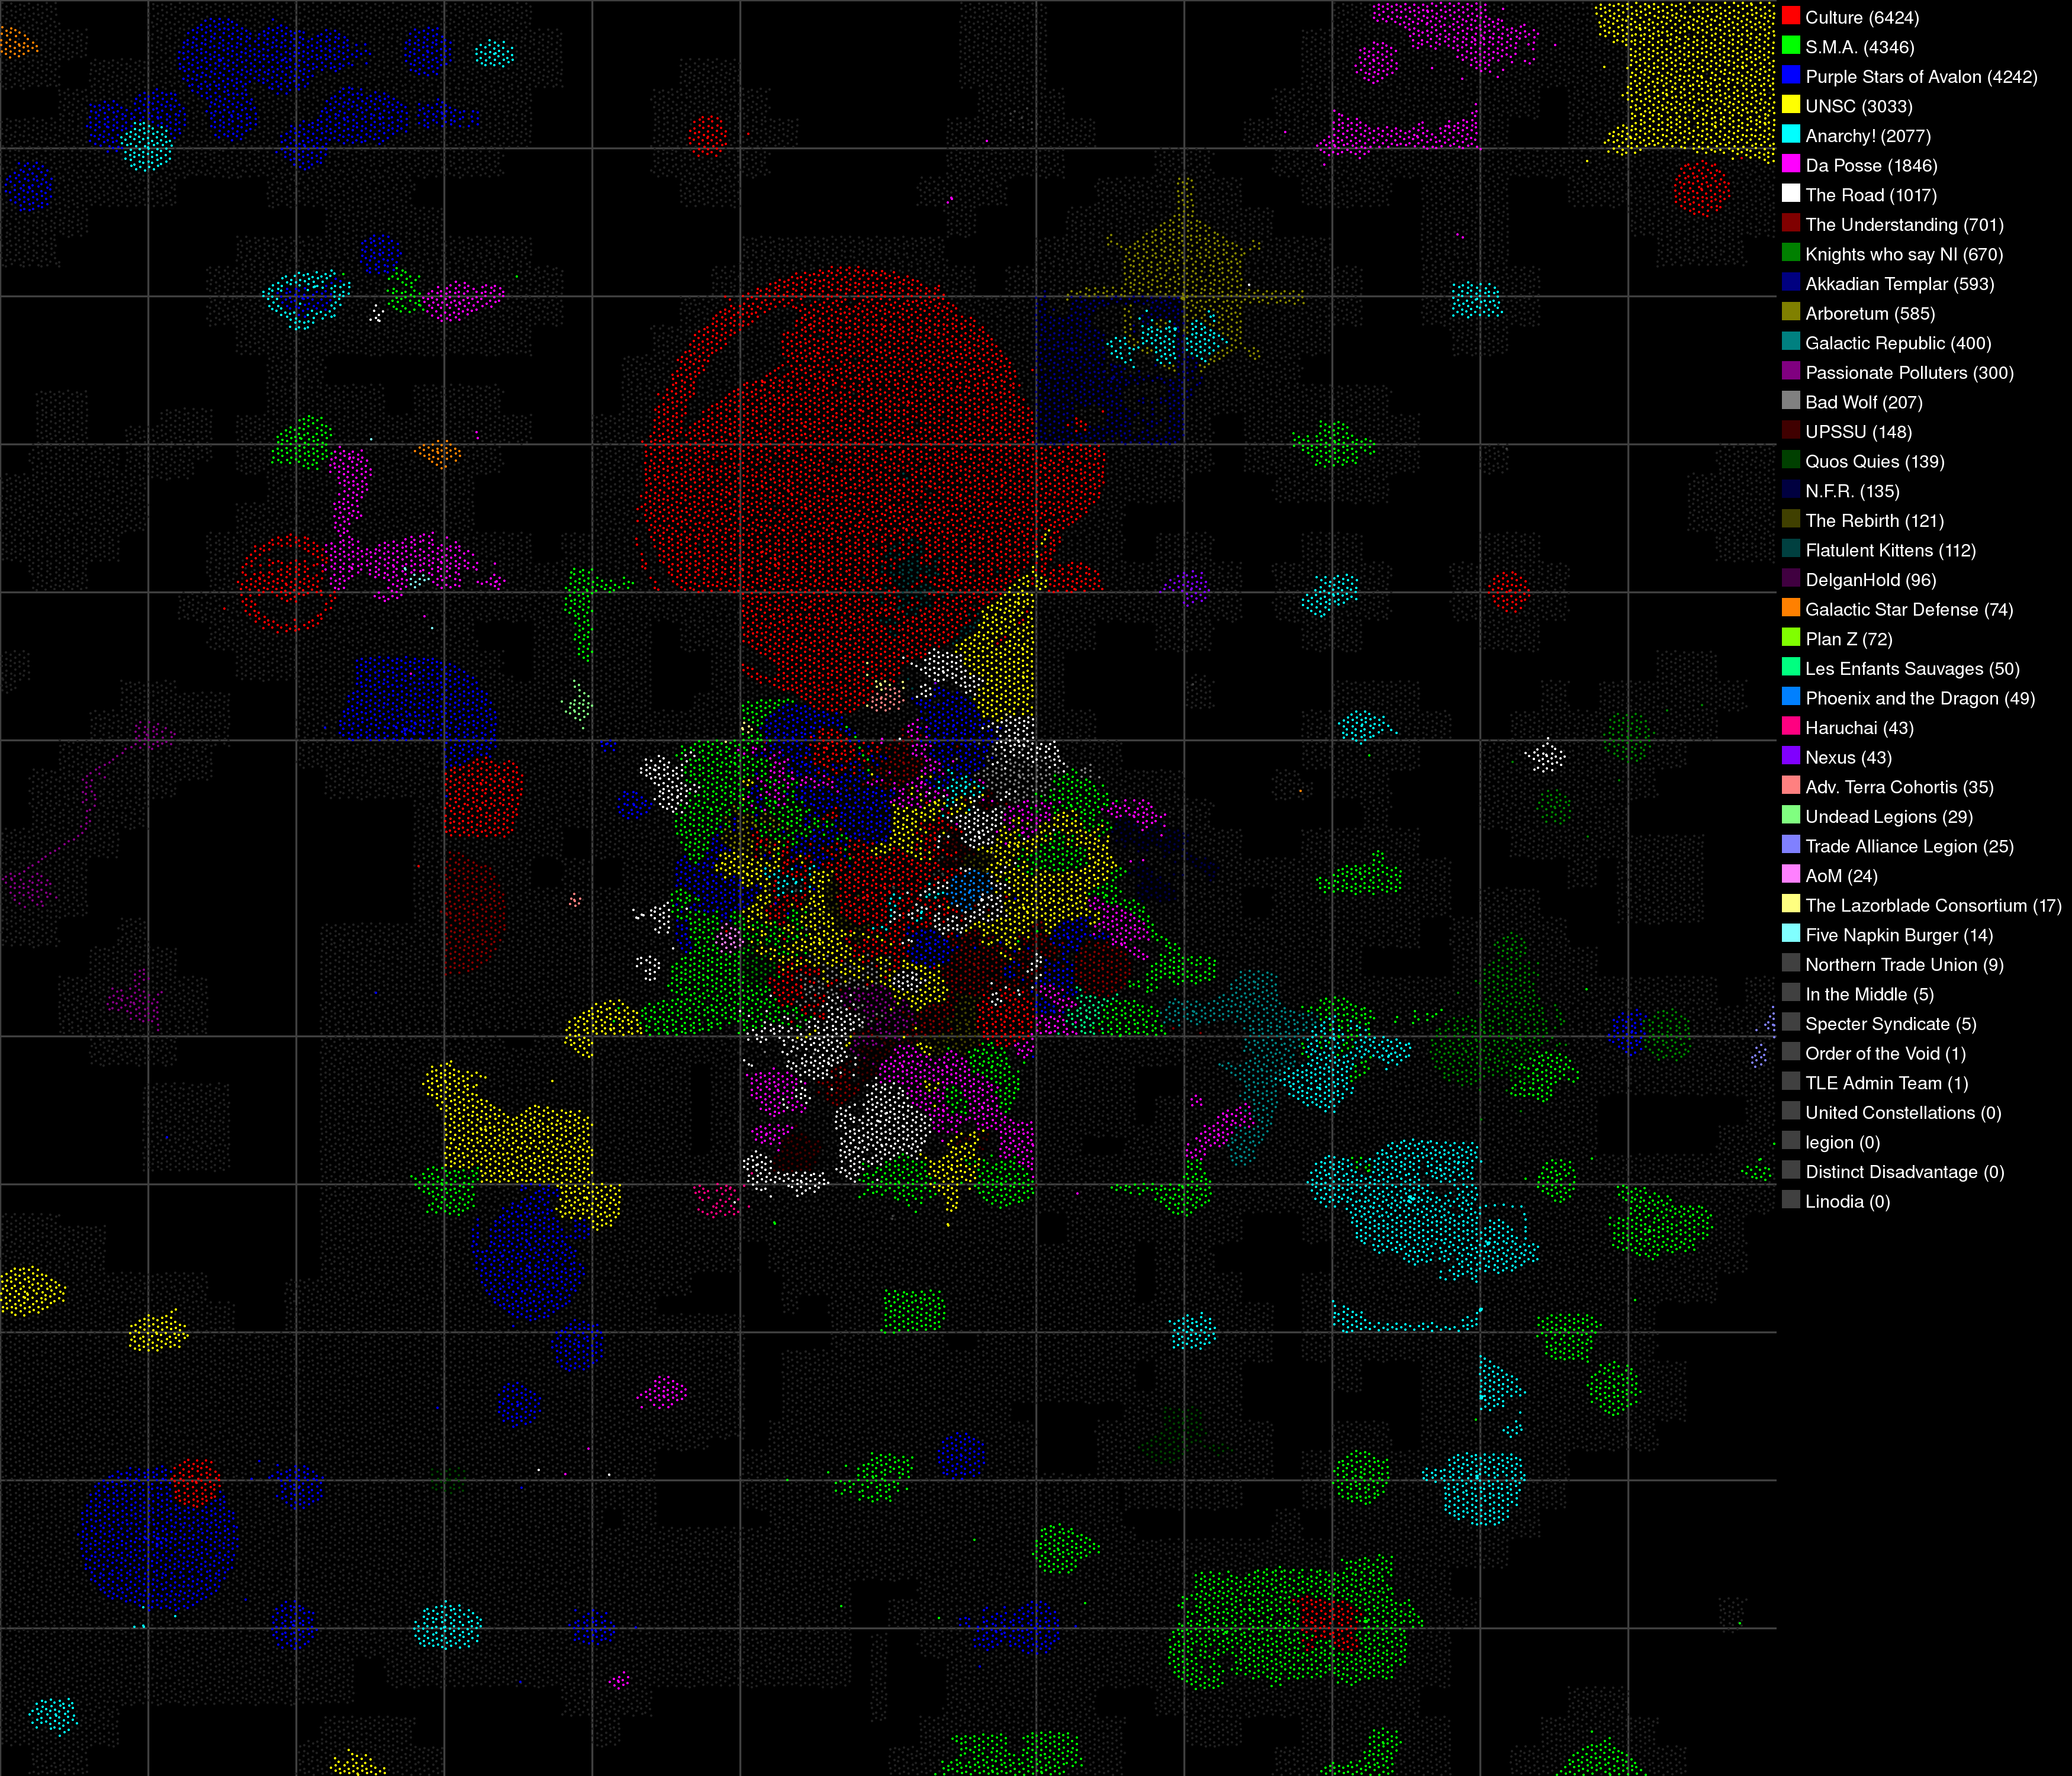 Culture (6424)
S.M.A. (4346)
Purple Stars of Avalon (4242)
UNSC (3033)
Anarchy! (2077)
Da Posse (1846)
The Road (1017)
The Understanding (701)
Knights who say NI (670)
Akkadian Templar (593)
Arboretum (585)
Galactic Republic (400)
Passionate Polluters (300)
Bad Wolf (207)
UPSSU (148)
Quos Quies (139)
N.F.R. (135)
The Rebirth (121)
Flatulent Kittens (112)
DelganHold (96)
Galactic Star Defense (74)
Plan Z (72)
Les Enfants Sauvages (50)
Phoenix and the Dragon (49)
Haruchai (43)
Nexus (43)
Adv. Terra Cohortis (35)
Undead Legions (29)
Trade Alliance Legion (25)
AoM (24)
The Lazorblade Consortium (17)
Five Napkin Burger (14)
Northern Trade Union (9)
In the Middle (5)
Specter Syndicate (5)
Order of the Void (1)
TLE Admin Team (1)
United Constellations (0)
legion (0)
Distinct Disadvantage (0)
Linodia (0)